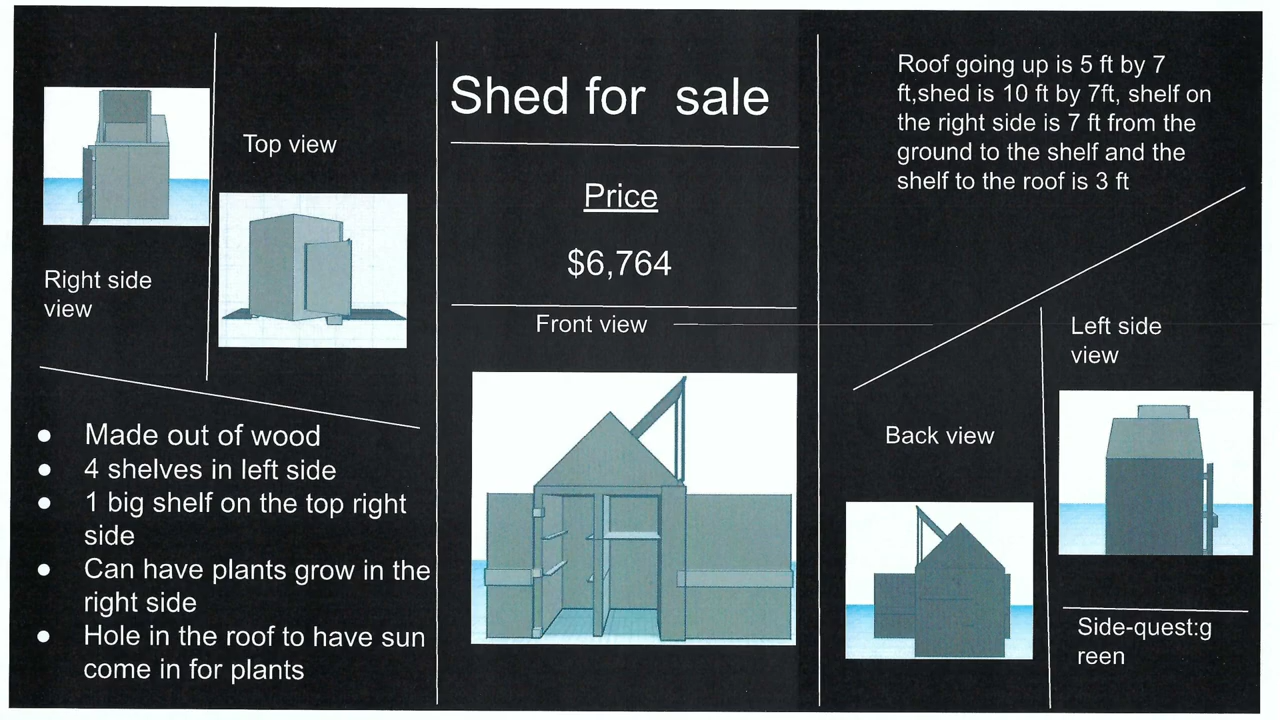 Right side
view
Top view
● Made out of wood
● 4 shelves in left side
● 1 big shelf on the top right
side
● Can have plants grow in the
right side
● Hole in the roof to have sun
come in for plants
Shed for sale
Price
$6,764
Front view
Roof going up is 5 ft by 7
ft,shed is 10 ft by 7ft, shelf on
the right side is 7 ft from the
ground to the shelf and the
shelf to the roof is 3 ft
Back view
Left side
view
Side-quest:g
reen